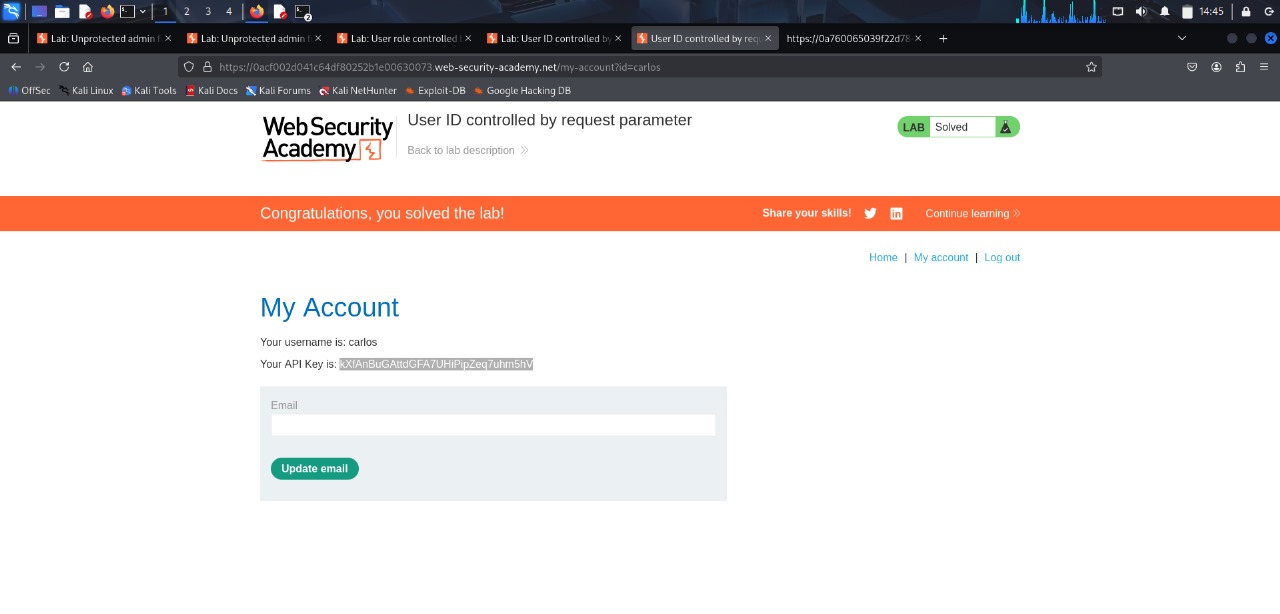 1 2 3 4 2 14:45
Lab: Unprotected admin f Lab: Unprotected admin f Lab: User role controlled Lab: User ID controlled by User ID controlled by req https://0a760065039f22d78
https://0acf002d041c64df80252b1e00630073.web-security-academy.net/my-account?id=carlos
OffSec Kali Linux Kali Tools Kali Docs Kali Forums Kali NetHunter Exploit-DB Google Hacking DB
WebSecurity
Academy
User ID controlled by request parameter
Back to lab description
LAB Solved
Congratulations, you solved the lab!
Share your skills!
Continue learning
Home | My account | Log out
My Account
Your username is: carlos
Your API Key is: kXfAnBuGAttdGFA7UHiPipZeq7uhm5hV
Email
Update email